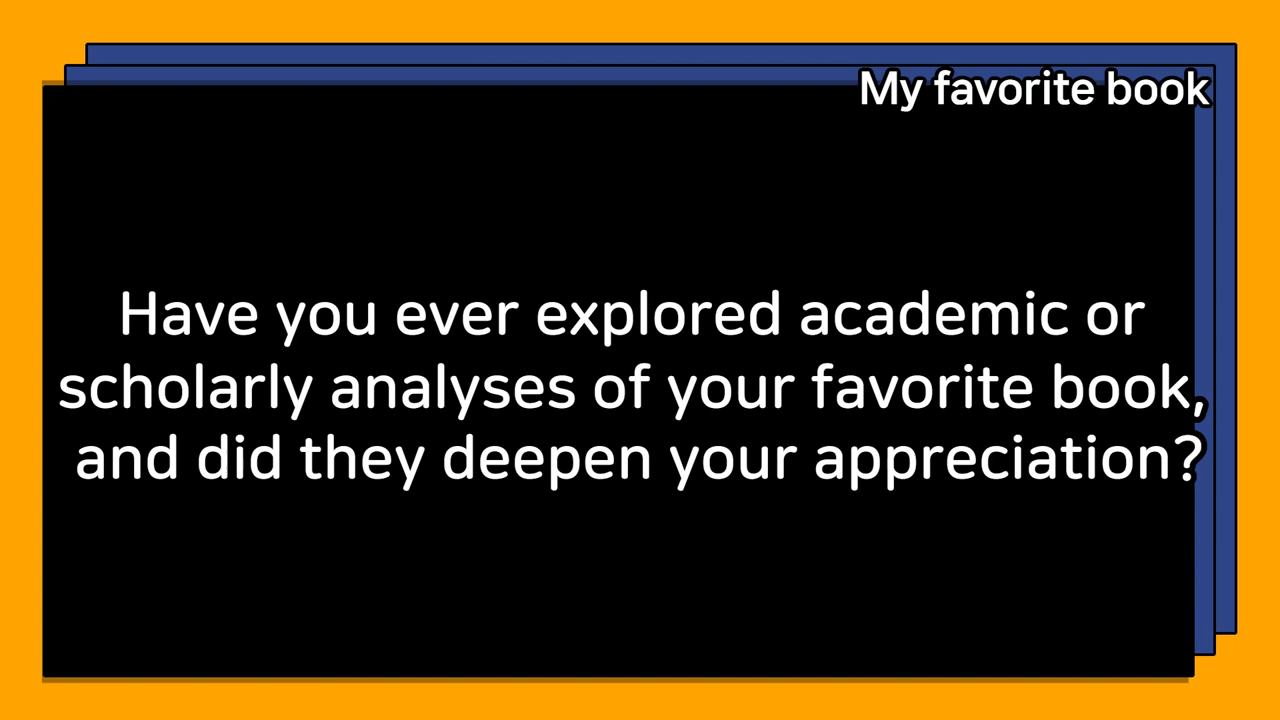 My favorite book
Have you ever explored academic or
scholarly analyses of your favorite book,
and did they deepen your appreciation?